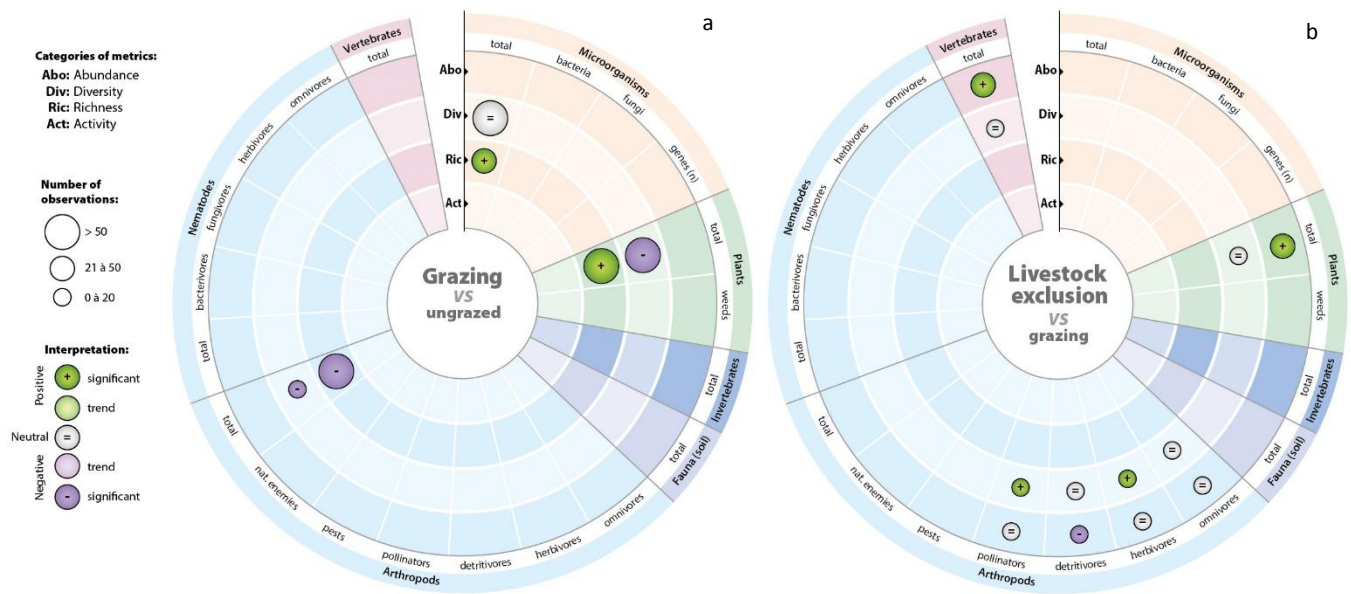 Categories of metrics:
Abo: Abundance
Div: Diversity
Ric: Richness
Act: Activity
Number of
observations:
> 50
21 à 50
0 à 20
Interpretation:
Positive
+ significant
trend
Neutral
=
Negative
trend
- significant
a
Vertebrates
total
Microorganisms
total
bacteria
fungi
genes (n)
Plants
total
weeds
Invertebrates
total
Fauna (soil)
total
Arthropods
omnivores
herbivores
detritivores
pollinators
pests
nat. enemies
total
Nematodes
total
bacterivores
fungivores
herbivores
omnivores
Abo
Div
Ric
Act
=
+
+
-
-
-
Grazing
VS
ungrazed
b
Vertebrates
total
Microorganisms
total
bacteria
fungi
genes (n)
Plants
total
weeds
Invertebrates
total
Fauna (soil)
total
Arthropods
omnivores
herbivores
detritivores
pollinators
pests
nat. enemies
total
Nematodes
total
bacterivores
fungivores
herbivores
omnivores
Abo
Div
Ric
Act
+
=
=
+
=
+
=
+
=
=
-
=
Livestock
exclusion
VS
grazing